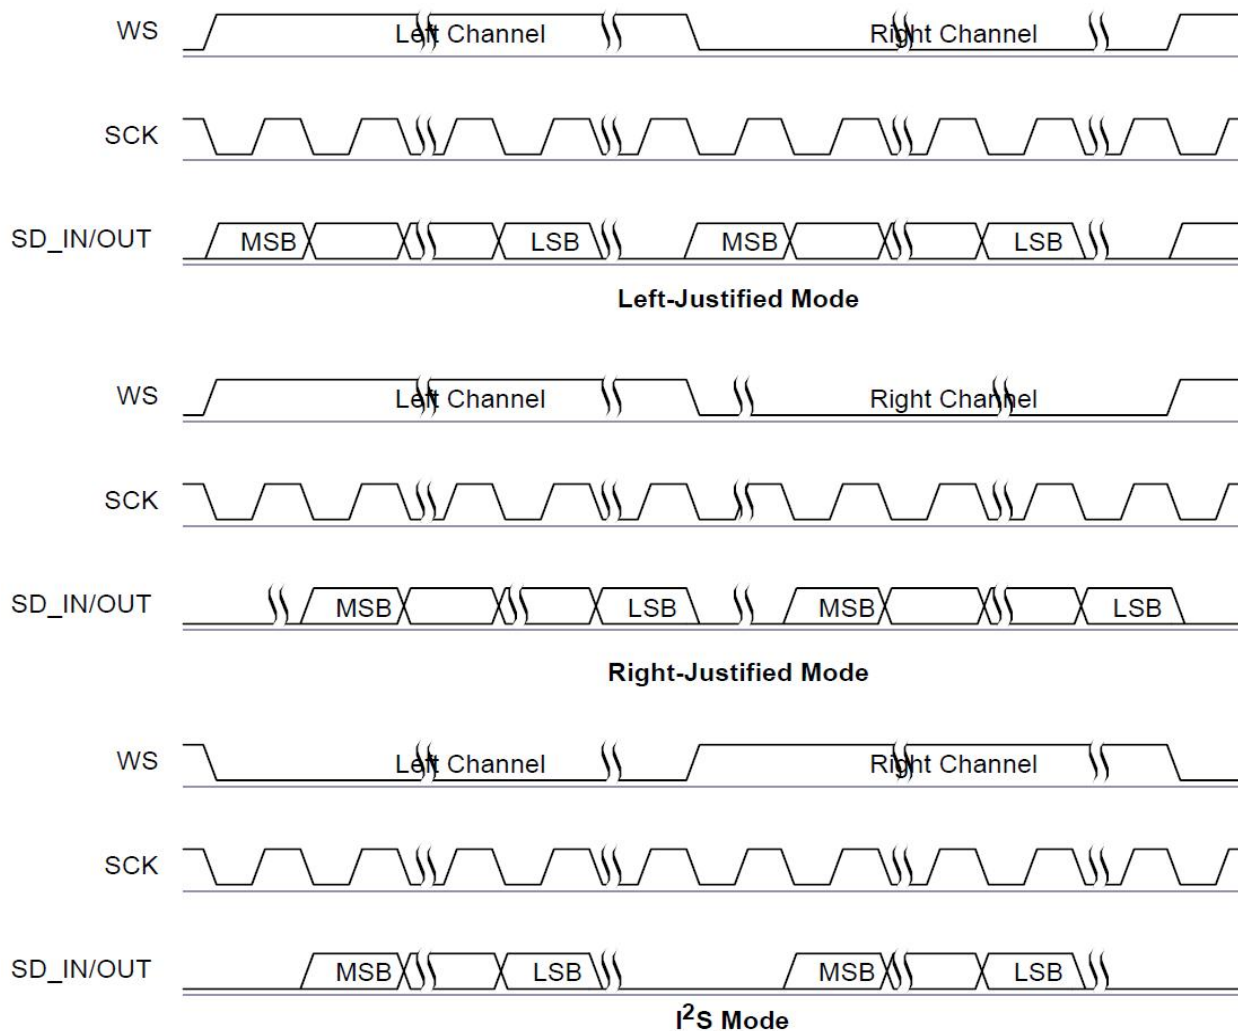 WS Left Channel Right Channel
SCK
SD_IN/OUT MSB LSB MSB LSB
Left-Justified Mode
WS Left Channel Right Channel
SCK
SD_IN/OUT MSB LSB MSB LSB
Right-Justified Mode
WS Left Channel Right Channel
SCK
SD_IN/OUT MSB LSB MSB LSB
I²S Mode